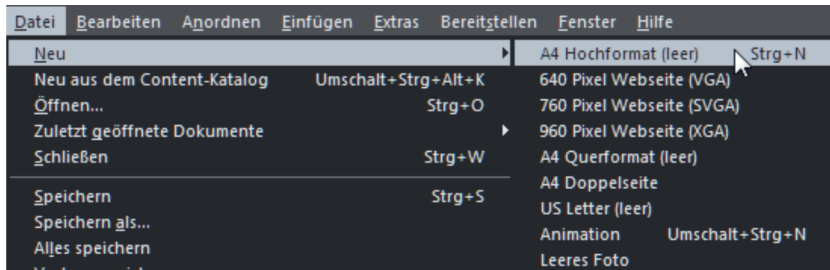 Datei Bearbeiten Anordnen Einfügen Extras Bereitstellen Fenster Hilfe
Neu
Neu aus dem Content-Katalog Umschalt+Strg+Alt+K
Öffnen... Strg+O
Zuletzt geöffnete Dokumente
Schließen Strg+W
Speichern Strg+S
Speichern als...
Alles speichern
A4 Hochformat (leer) Strg+N
640 Pixel Webseite (VGA)
760 Pixel Webseite (SVGA)
960 Pixel Webseite (XGA)
A4 Querformat (leer)
A4 Doppelseite
US Letter (leer)
Animation Umschalt+Strg+N
Leeres Foto